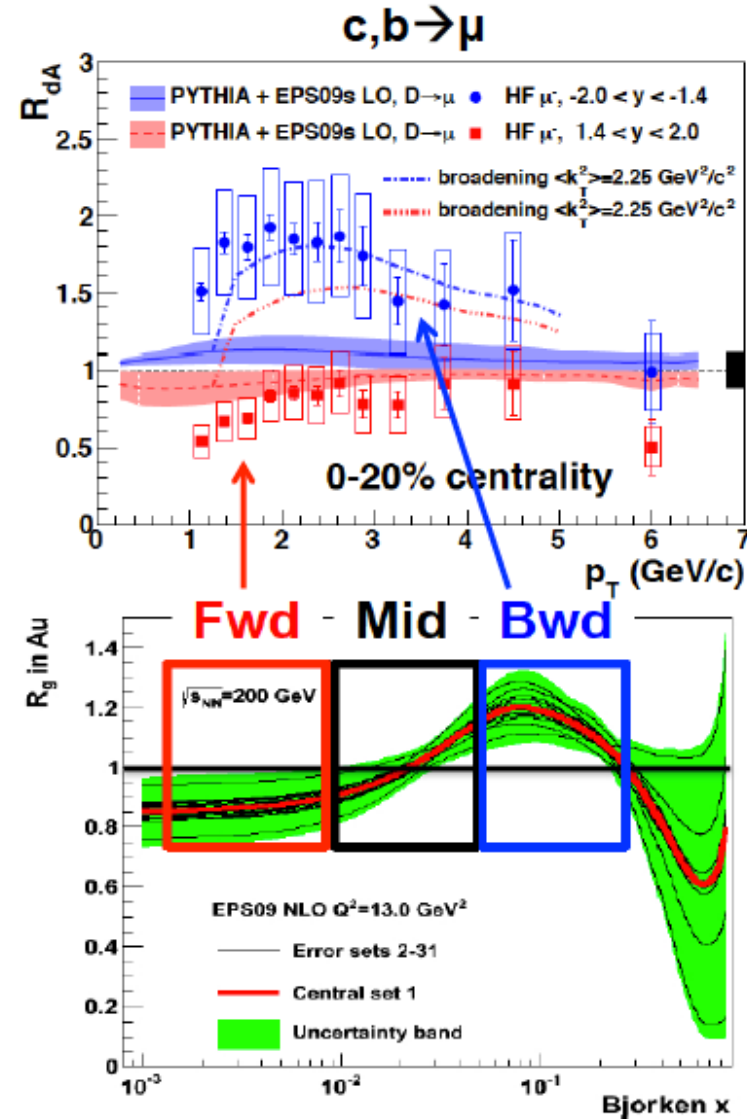 c,b→μ
R_dA
3
2.5
2
1.5
1
0.5
0
PYTHIA + EPS09s LO, D→μ HF μ⁻, -2.0 < y < -1.4
PYTHIA + EPS09s LO, D→μ HF μ⁻, 1.4 < y < 2.0
broadening <k_T^2>=2.25 GeV²/c²
broadening <k_T^2>=2.25 GeV²/c²
0-20% centrality
0 1 2 3 4 5 6 7
p_T (GeV/c)
Fwd Mid Bwd
R_g in Au
1.4
1.2
1
0.8
0.6
0.4
0.2
0
√s_NN=200 GeV
EPS09 NLO Q²=13.0 GeV²
Error sets 2-31
Central set 1
Uncertainty band
10⁻³ 10⁻² 10⁻¹
Bjorken x